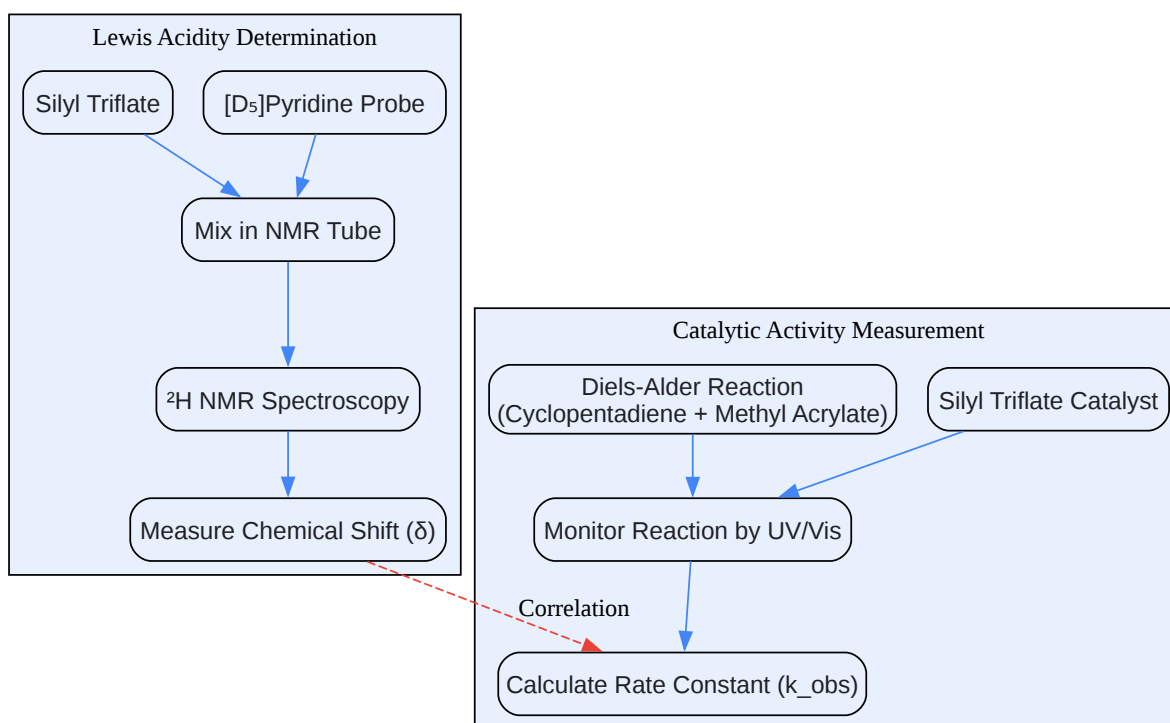 Lewis Acidity Determination
Silyl Triflate
[D₅]Pyridine Probe
Mix in NMR Tube
²H NMR Spectroscopy
Measure Chemical Shift (δ)
Correlation
Catalytic Activity Measurement
Diels-Alder Reaction
(Cyclopentadiene + Methyl Acrylate)
Silyl Triflate Catalyst
Monitor Reaction by UV/Vis
Calculate Rate Constant (k_obs)